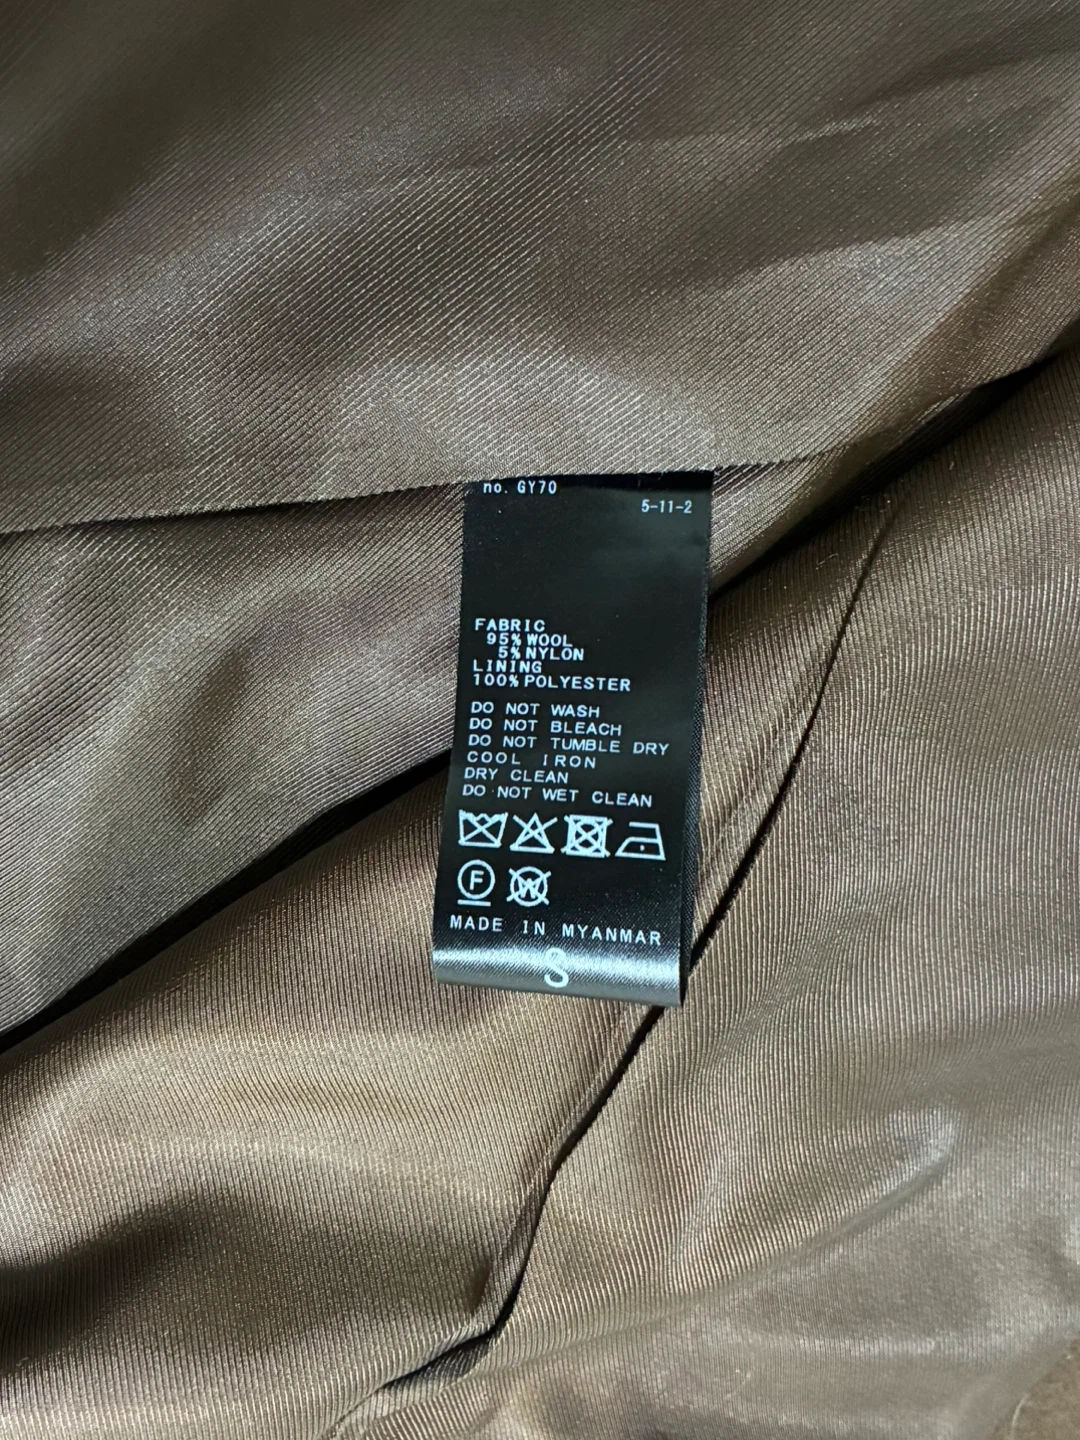 no. GY70
5-11-2
FABRIC
95% WOOL
5% NYLON
LINING
100% POLYESTER
DO NOT WASH
DO NOT BLEACH
DO NOT TUMBLE DRY
COOL IRON
DRY CLEAN
DO NOT WET CLEAN
F W
MADE IN MYANMAR
S